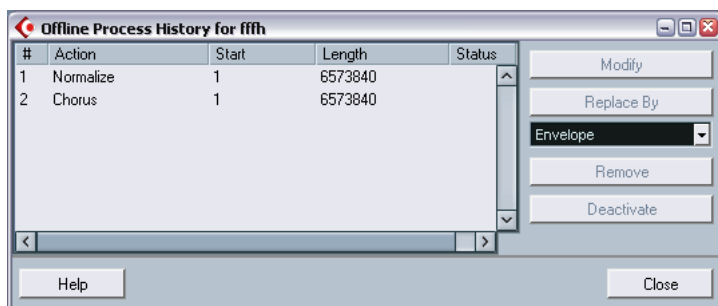 Offline Process History for fffh
# Action Start Length Status
1 Normalize 1 6573840
2 Chorus 1 6573840
Modify
Replace By
Envelope
Remove
Deactivate
Help Close